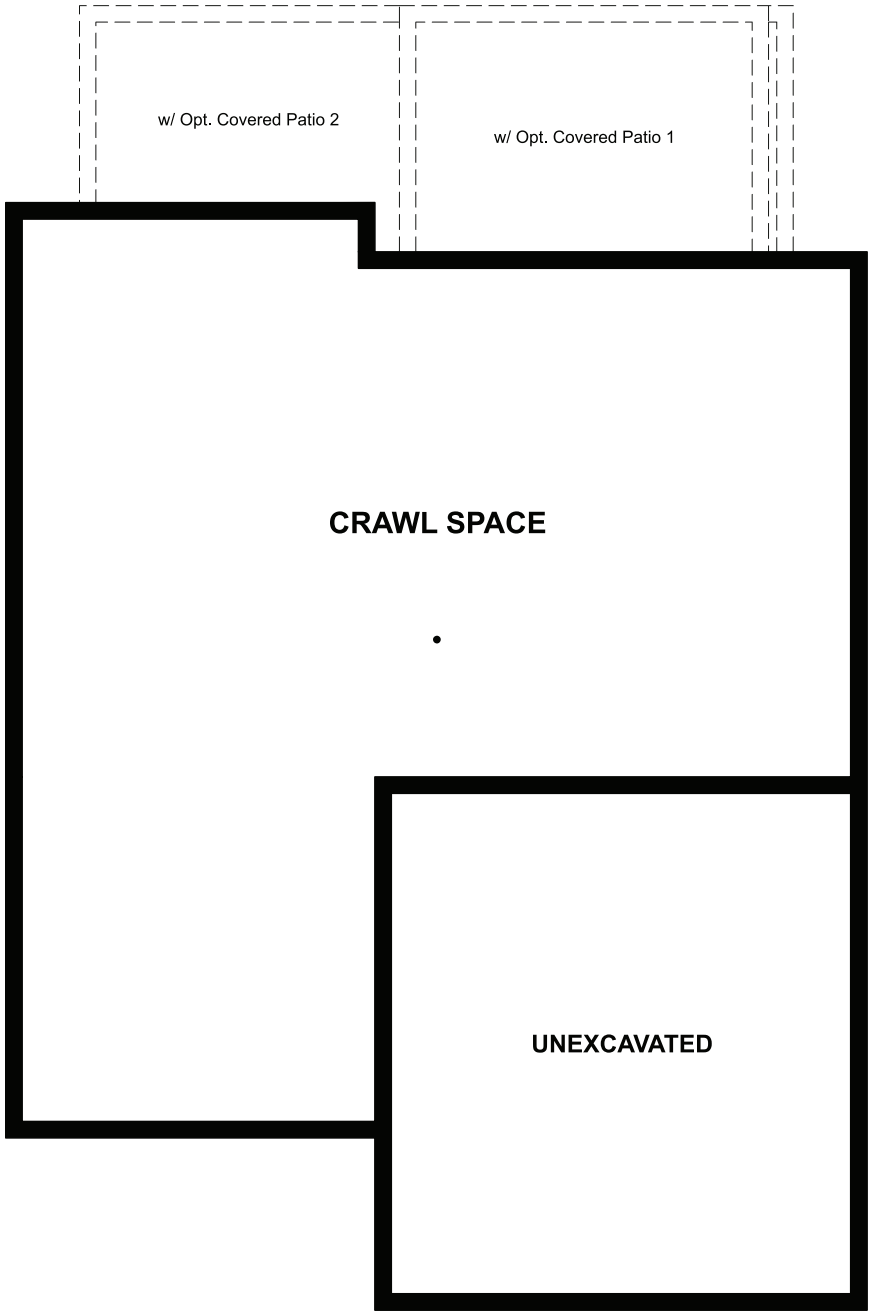 w/ Opt. Covered Patio 2
w/ Opt. Covered Patio 1
CRAWL SPACE
UNEXCAVATED